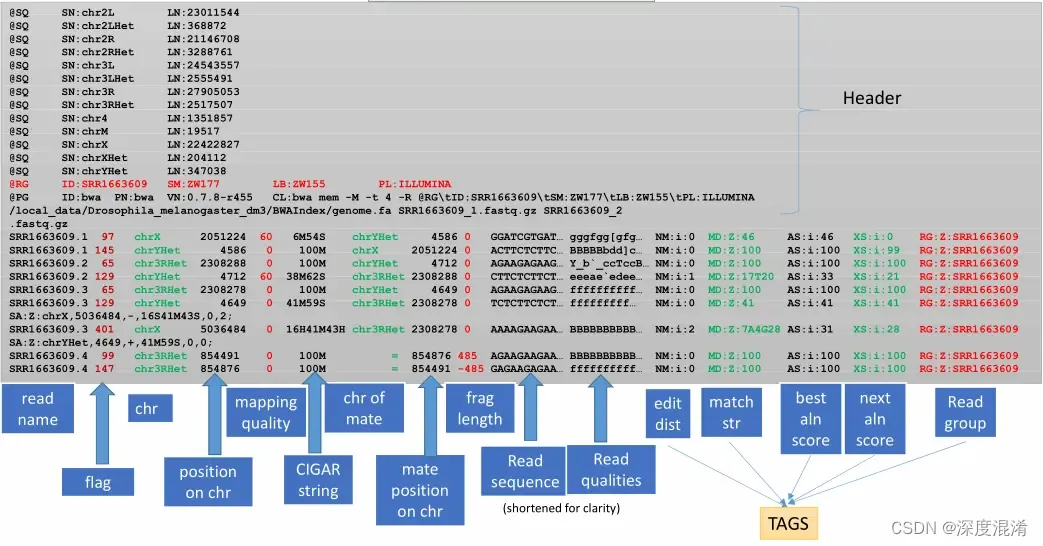 @SQ SN:chr2L LN:23011544
@SQ SN:chr2LHet LN:368872
@SQ SN:chr2R LN:21146708
@SQ SN:chr2RHet LN:3288761
@SQ SN:chr3L LN:24543557
@SQ SN:chr3LHet LN:2555491
@SQ SN:chr3R LN:27905053
@SQ SN:chr3RHet LN:2517507
@SQ SN:chr4 LN:1351857
@SQ SN:chrM LN:19517
@SQ SN:chrX LN:22422827
@SQ SN:chrXHet LN:204112
@SQ SN:chrYHet LN:347038
Header
@RG ID:SRR1663609 SM:ZW177 LB:ZW155 PL:ILLUMINA
@PG ID:bwa PN:bwa VN:0.7.8-r455 CL:bwa mem -M -t 4 -R @RG\tID:SRR1663609\tSM:ZW177\tLB:ZW155\tPL:ILLUMINA
/local_data/Drosophila_melanogaster_dm3/BWAIndex/genome.fa SRR1663609_1.fastq.gz SRR1663609_2
.fastq.gz
SRR1663609.1 97 chrX 2051224 60 6M54S chrYHet 4586 0 GGATCGTGAT… gggfgg[gfg… NM:i:0 MD:Z:46 AS:i:46 XS:i:0 RG:Z:SRR1663609
SRR1663609.1 145 chrYHet 4586 0 100M chrX 2051224 0 ACTTCTCTTC… BBBBBbdd]c… NM:i:0 MD:Z:100 AS:i:100 XS:i:99 RG:Z:SRR1663609
SRR1663609.2 65 chr3RHet 2308288 0 100M chrYHet 4712 0 AGAAGAGAAG… Y_b`_ccTccB… NM:i:0 MD:Z:100 AS:i:100 XS:i:100 RG:Z:SRR1663609
SRR1663609.2 129 chrYHet 4712 60 38M62S chr3RHet 2308288 0 CTTCTCTTCT… eeeae`edee… NM:i:1 MD:Z:17T20 AS:i:33 XS:i:21 RG:Z:SRR1663609
SRR1663609.3 65 chr3RHet 2308278 0 100M chrYHet 4649 0 AGAAGAGAAG… ffffffffff… NM:i:0 MD:Z:100 AS:i:100 XS:i:100 RG:Z:SRR1663609
SRR1663609.3 129 chrYHet 4649 0 41M59S chr3RHet 2308278 0 TCTCTTCTCT… ffffffffff… NM:i:0 MD:Z:41 AS:i:41 XS:i:41 RG:Z:SRR1663609
SA:Z:chrX,5036484,-,16S41M43S,0,2;
SRR1663609.3 401 chrX 5036484 0 16H41M43H chr3RHet 2308278 0 AAAAGAAGAA… BBBBBBBBBB… NM:i:2 MD:Z:7A4G28 AS:i:31 XS:i:28 RG:Z:SRR1663609
SA:Z:chrYHet,4649,+,41M59S,0,0;
SRR1663609.4 99 chr3RHet 854491 0 100M = 854876 485 AGAAGAAGAA… BBBBBBBBBB… NM:i:0 MD:Z:100 AS:i:100 XS:i:100 RG:Z:SRR1663609
SRR1663609.4 147 chr3RHet 854876 0 100M = 854491 -485 GAGAAGAGAA… ffffffffff… NM:i:0 MD:Z:100 AS:i:100 XS:i:100 RG:Z:SRR1663609
read
name
chr
mapping
quality
chr of
mate
frag
length
edit
dist
match
str
best
aln
score
next
aln
score
Read
group
flag
position
on chr
CIGAR
string
mate
position
on chr
Read
sequence
Read
qualities
(shortened for clarity)
TAGS
CSDN @深度混淆